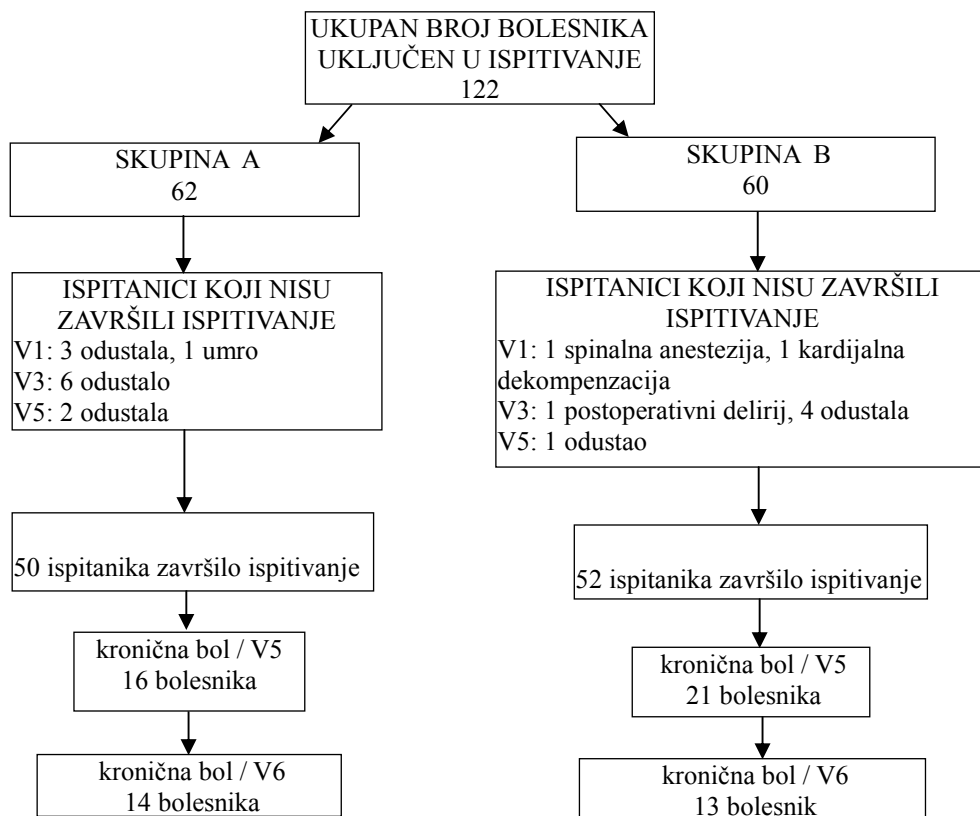 UKUPAN BROJ BOLESNIKA
UKLJUČEN U ISPITIVANJE
122
SKUPINA A
62
SKUPINA B
60
ISPITANICI KOJI NISU
ZAVRŠILI ISPITIVANJE
V1: 3 odustala, 1 umro
V3: 6 odustalo
V5: 2 odustala
ISPITANICI KOJI NISU ZAVRŠILI
ISPITIVANJE
V1: 1 spinalna anestezija, 1 kardijalna
dekompenzacija
V3: 1 postoperativni delirij, 4 odustala
V5: 1 odustao
50 ispitanika završilo ispitivanje
52 ispitanika završilo ispitivanje
kronična bol / V5
16 bolesnika
kronična bol / V5
21 bolesnika
kronična bol / V6
14 bolesnika
kronična bol / V6
13 bolesnik